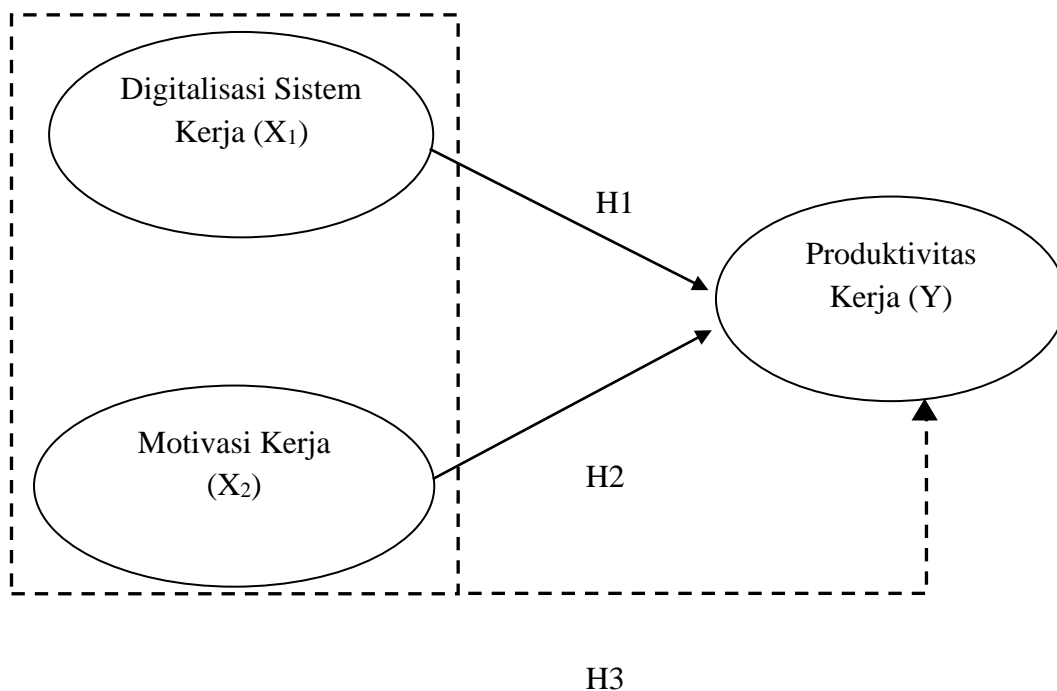 Digitalisasi Sistem
Kerja (X₁)
H1
Produktivitas
Kerja (Y)
Motivasi Kerja
(X₂)
H2
H3